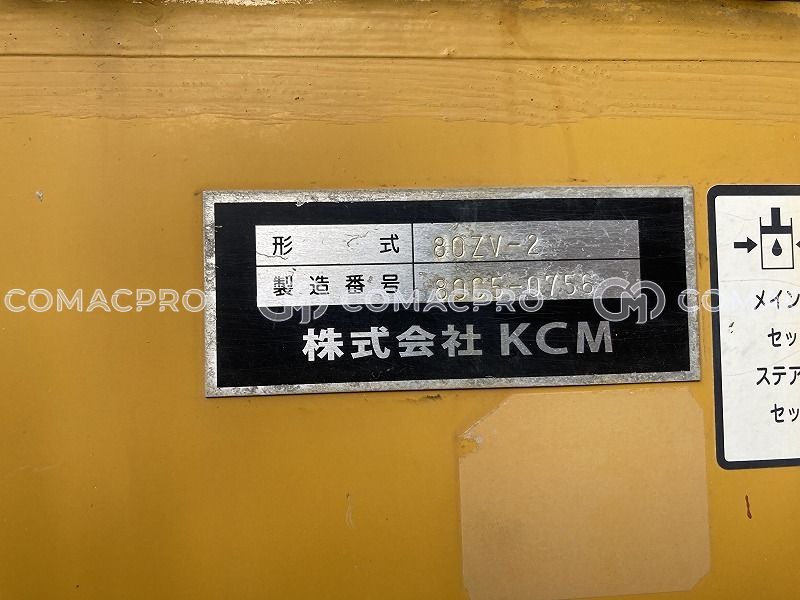 形式 80ZV-2
製造番号 80C5-0756
株式会社 KCM
メイン
セッ
ステア
セッ
COMACPRO COMACPRO